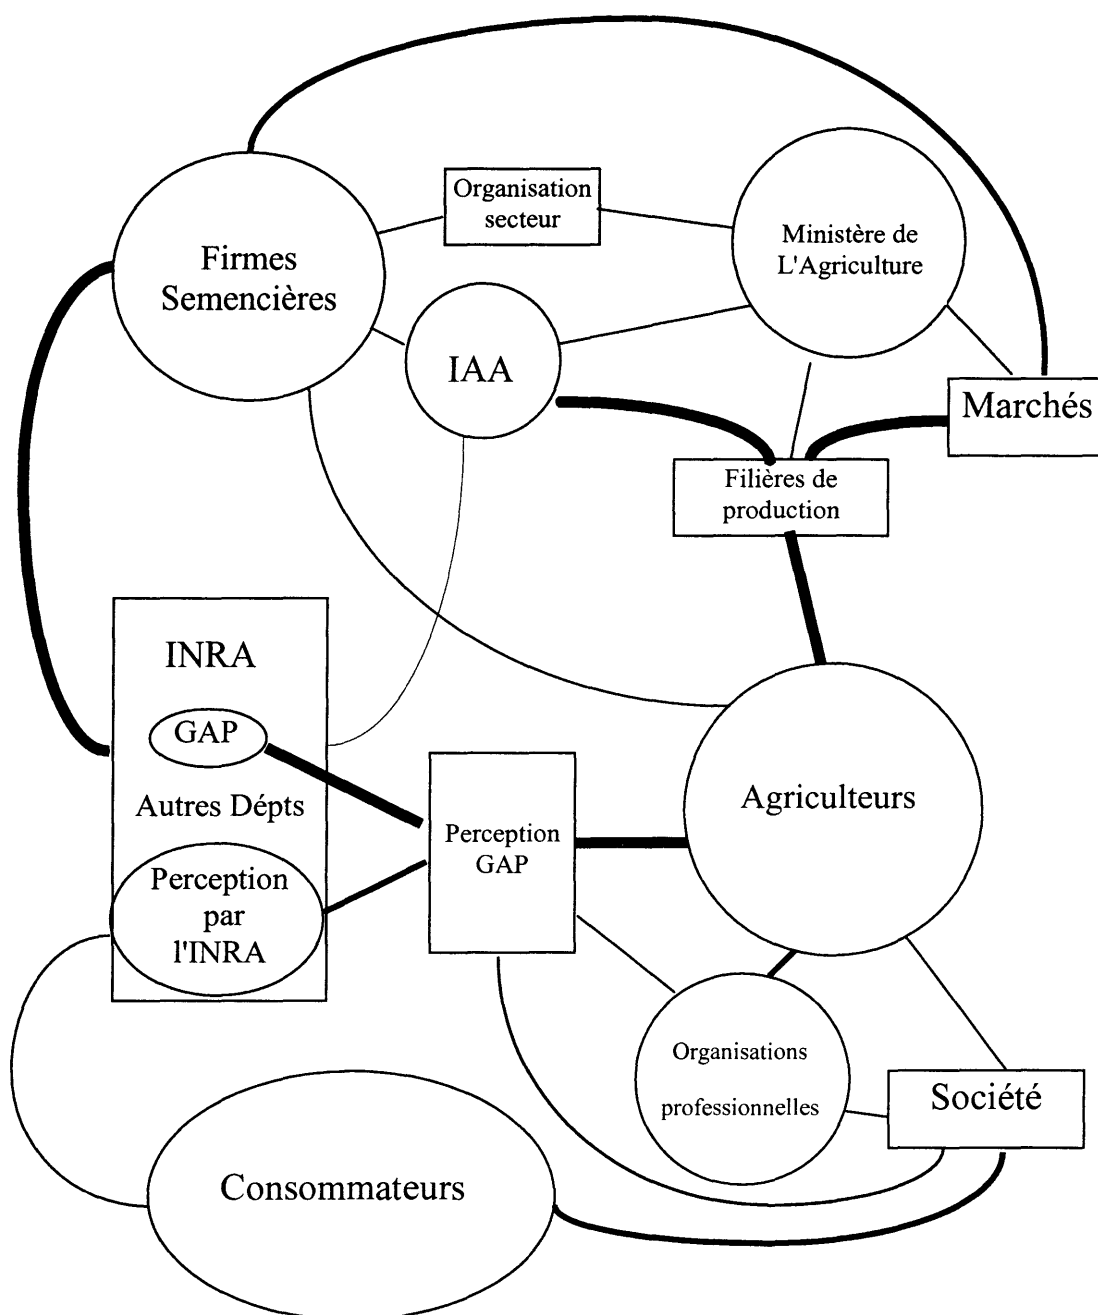 Organisation
secteur
Firmes
Semencières
Ministère de
L'Agriculture
IAA
Marchés
Filières de
production
INRA
GAP
Autres Dépts
Perception
par
l'INRA
Perception
GAP
Agriculteurs
Organisations
professionnelles
Société
Consommateurs